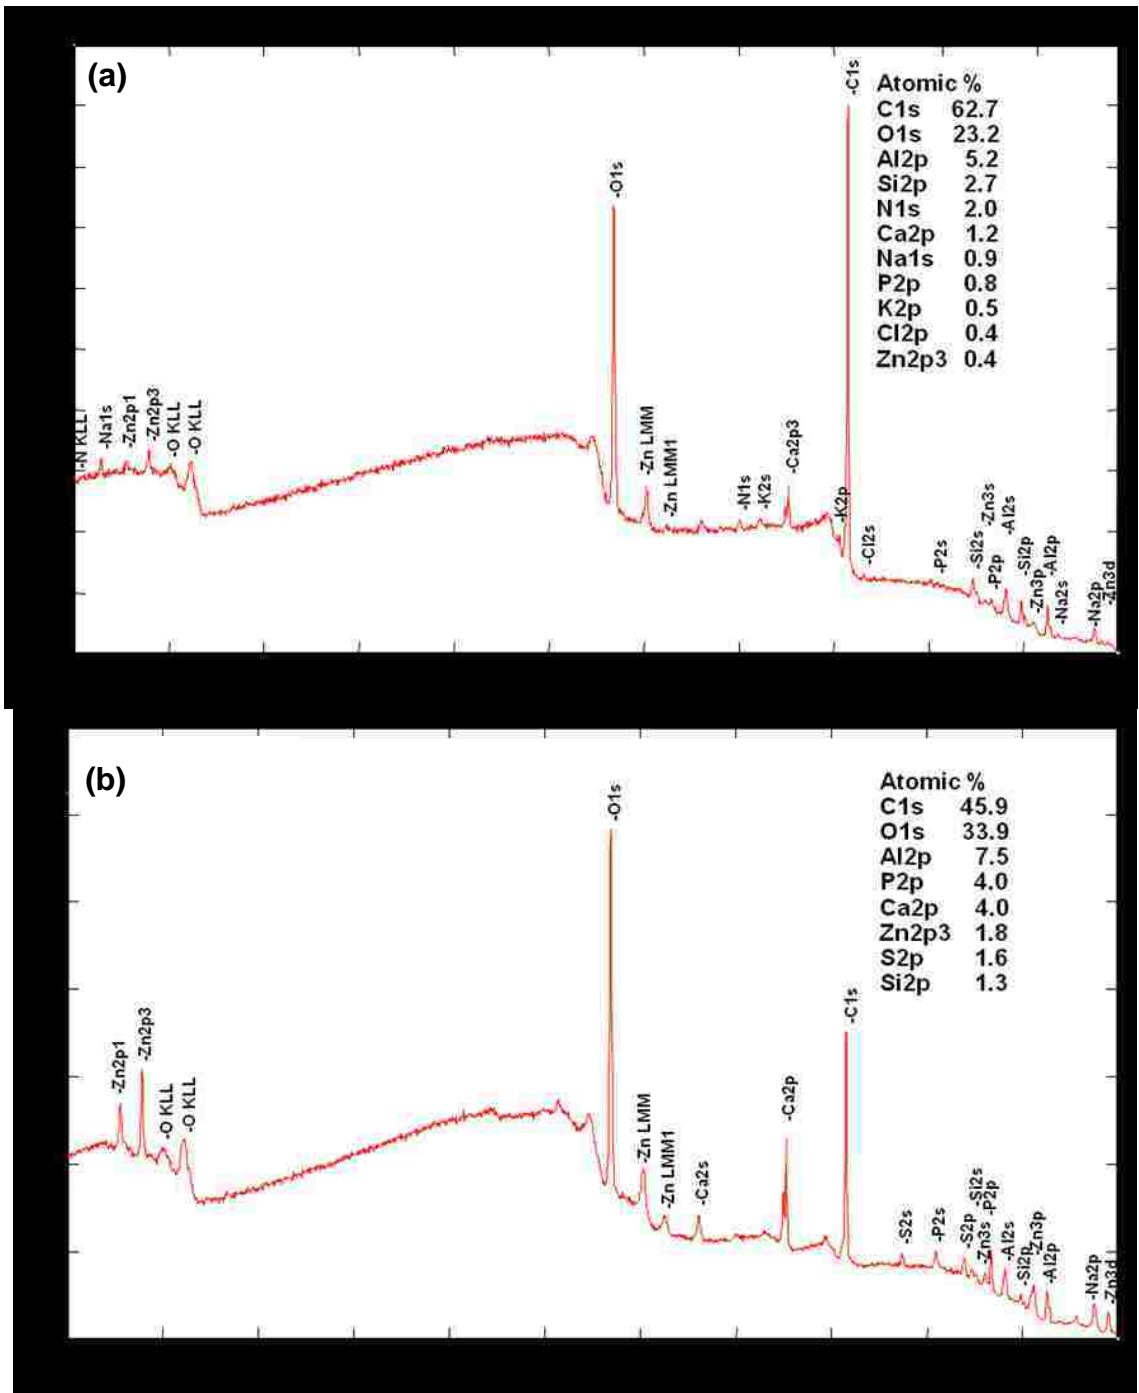 (a)
Atomic %
C1s 62.7
O1s 23.2
Al2p 5.2
Si2p 2.7
N1s 2.0
Ca2p 1.2
Na1s 0.9
P2p 0.8
K2p 0.5
Cl2p 0.4
Zn2p3 0.4
-N KLL
-Na1s
-Zn2p1
-Zn2p3
-O KLL
-O KLL
-O1s
-Zn LMM
-Zn LMM1
-N1s
-K2s
-Ca2p3
-K2p
-C1s
-Cl2s
-P2s
-Si2s
-Zn3s
-P2p
-Al2s
-Si2p
-Zn3p
-Al2p
-Na2s
-Na2p
-Zn3d
(b)
Atomic %
C1s 45.9
O1s 33.9
Al2p 7.5
P2p 4.0
Ca2p 4.0
Zn2p3 1.8
S2p 1.6
Si2p 1.3
-Zn2p1
-Zn2p3
-O KLL
-O KLL
-O1s
-Zn LMM
-Zn LMM1
-Ca2s
-Ca2p
-C1s
-S2s
-P2s
-S2p
-Si2s
-Zn3s
-P2p
-Al2s
-Si2p
-Zn3p
-Al2p
-Na2p
-Zn3d